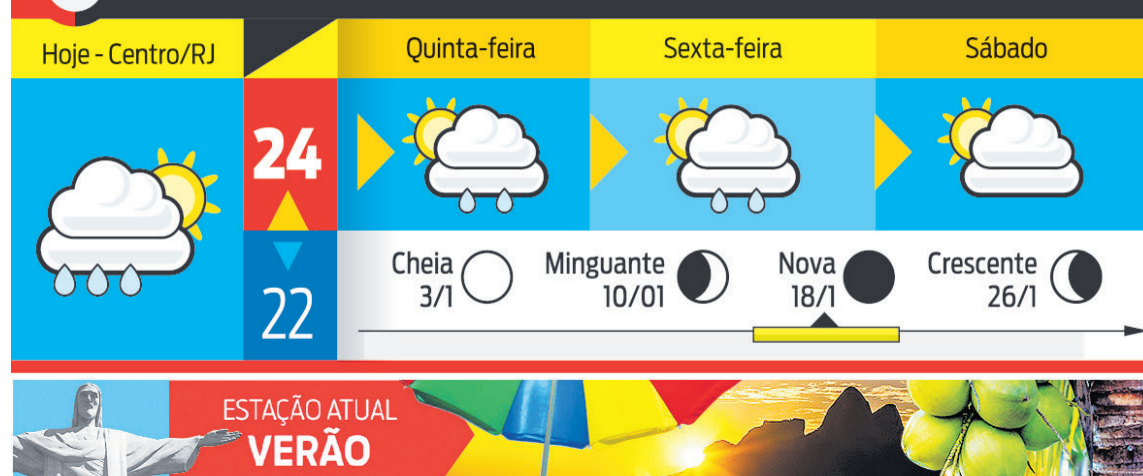 Hoje - Centro/RJ
Quinta-feira
Sexta-feira
Sábado
24
22
Cheia
3/1
Minguante
10/01
Nova
18/1
Crescente
26/1
ESTAÇÃO ATUAL
VERÃO